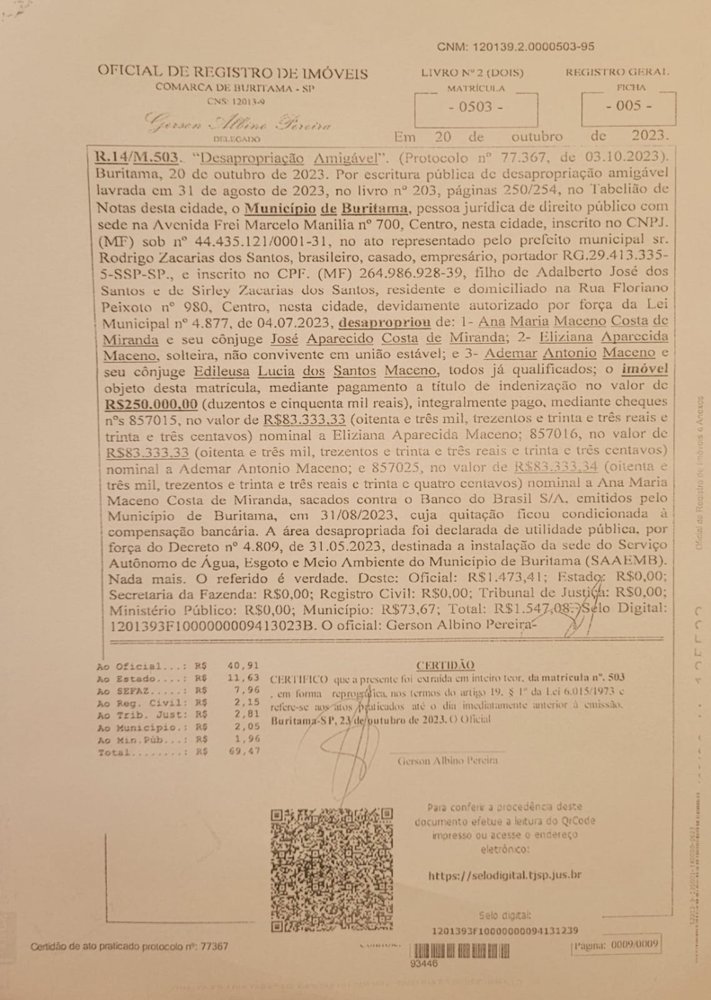 CNM: 120139.2.0000503-95
OFICIAL DE REGISTRO DE IMÓVEIS
COMARCA DE BURITAMA - SP
CNS: 12013-9
Gerson Albino Pereira
DELEGADO
LIVRO Nº 2 (DOIS)
MATRÍCULA
- 0503 -
REGISTRO GERAL
FICHA
- 005 -
Em 20 de outubro de 2023.
R.14/M.503. “Desapropriação Amigável”. (Protocolo nº 77.367, de 03.10.2023).
Buritama, 20 de outubro de 2023. Por escritura pública de desapropriação amigável
lavrada em 31 de agosto de 2023, no livro nº 203, páginas 250/254, no Tabelião de
Notas desta cidade, o Município de Buritama, pessoa jurídica de direito público com
sede na Avenida Frei Marcelo Manilia nº 700, Centro, nesta cidade, inscrito no CNPJ.
(MF) sob nº 44.435.121/0001-31, no ato representado pelo prefeito municipal sr.
Rodrigo Zacarias dos Santos, brasileiro, casado, empresário, portador RG.29.413.335-
5-SSP-SP., e inscrito no CPF. (MF) 264.986.928-39, filho de Adalberto José dos
Santos e de Sirley Zacarias dos Santos, residente e domiciliado na Rua Floriano
Peixoto nº 980, Centro, nesta cidade, devidamente autorizado por força da Lei
Municipal nº 4.877, de 04.07.2023, desapropriou de: 1- Ana Maria Maceno Costa de
Miranda e seu cônjuge José Aparecido Costa de Miranda; 2- Eliziana Aparecida
Maceno, solteira, não convivente em união estável; e 3- Ademar Antonio Maceno e
seu cônjuge Edileusa Lucia dos Santos Maceno, todos já qualificados; o imóvel
objeto desta matrícula, mediante pagamento a título de indenização no valor de
R$250.000,00 (duzentos e cinquenta mil reais), integralmente pago, mediante cheques
nºs 857015, no valor de R$83.333,33 (oitenta e três mil, trezentos e trinta e três reais e
trinta e três centavos) nominal a Eliziana Aparecida Maceno; 857016, no valor de
R$83.333,33 (oitenta e três mil, trezentos e trinta e três reais e trinta e três centavos)
nominal a Ademar Antonio Maceno; e 857025, no valor de R$83.333,34 (oitenta e
três mil, trezentos e trinta e três reais e trinta e quatro centavos) nominal a Ana Maria
Maceno Costa de Miranda, sacados contra o Banco do Brasil S/A, emitidos pelo
Município de Buritama, em 31/08/2023, cuja quitação ficou condicionada à
compensação bancária. A área desapropriada foi declarada de utilidade pública, por
força do Decreto nº 4.809, de 31.05.2023, destinada a instalação da sede do Serviço
Autônomo de Água, Esgoto e Meio Ambiente do Município de Buritama (SAAEMB).
Nada mais. O referido é verdade. Deste: Oficial: R$1.473,41; Estado: R$0,00;
Secretaria da Fazenda: R$0,00; Registro Civil: R$0,00; Tribunal de Justiça: R$0,00;
Ministério Público: R$0,00; Município: R$73,67; Total: R$1.547,08. Selo Digital:
1201393F1000000009413023B. O oficial: Gerson Albino Pereira-
Ao Oficial...: R$ 40,91
Ao Estado....: R$ 11,63
Ao SEFAZ.....: R$ 7,96
Ao Reg. Civil: R$ 2,15
Ao Trib. Just: R$ 2,81
Ao Município.: R$ 2,05
Ao Min.Púb...: R$ 1,96
Total........: R$ 69,47
CERTIDÃO
CERTIFICO que a presente foi extraída em inteiro teor, da matrícula nº. 503
, em forma reprográfica, nos termos do artigo 19, § 1º da Lei 6.015/1973 e
refere-se aos atos praticados até o dia imediatamente anterior à emissão.
Buritama-SP, 23 de outubro de 2023. O Oficial
Gerson Albino Pereira
Para conferir a procedência deste
documento efetue a leitura do QrCode
impresso ou acesse o endereço
eletrônico:
https://selodigital.tjsp.jus.br
Selo digital:
1201393F10000000094131239
Certidão de ato praticado protocolo nº: 77367
93446
Página: 0009/0009
Oficial de Registro de Imóveis e Anexos